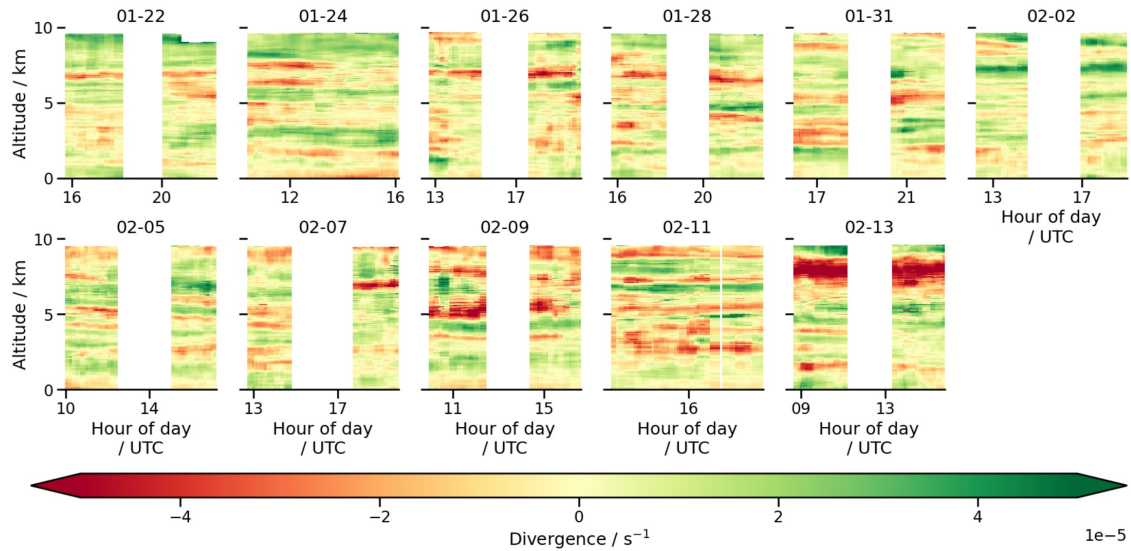 01-22 01-24 01-26 01-28 01-31 02-02
10
5
0
Altitude / km
16 20 12 16 13 17 16 20 17 21 13 17
Hour of day
/ UTC
02-05 02-07 02-09 02-11 02-13
10
5
0
Altitude / km
10 14 13 17 11 15 16 09 13
Hour of day Hour of day Hour of day Hour of day Hour of day
/ UTC / UTC / UTC / UTC / UTC
−4 −2 0 2 4
1e−5
Divergence / s⁻¹